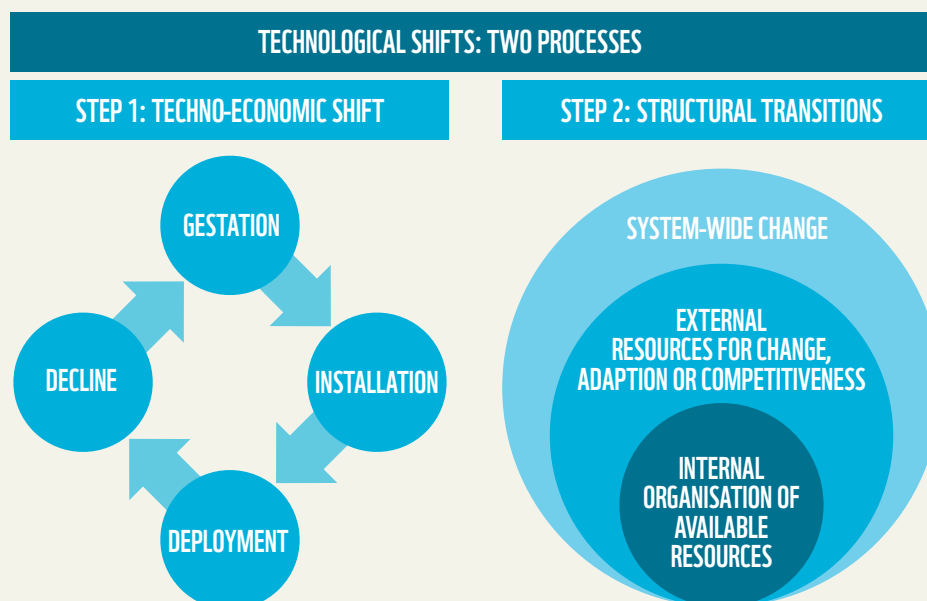 TECHNOLOGICAL SHIFTS: TWO PROCESSES
STEP 1: TECHNO-ECONOMIC SHIFT
GESTATION
INSTALLATION
DEPLOYMENT
DECLINE
STEP 2: STRUCTURAL TRANSITIONS
SYSTEM-WIDE CHANGE
EXTERNAL
RESOURCES FOR CHANGE,
ADAPTION OR COMPETITIVENESS
INTERNAL
ORGANISATION OF
AVAILABLE
RESOURCES